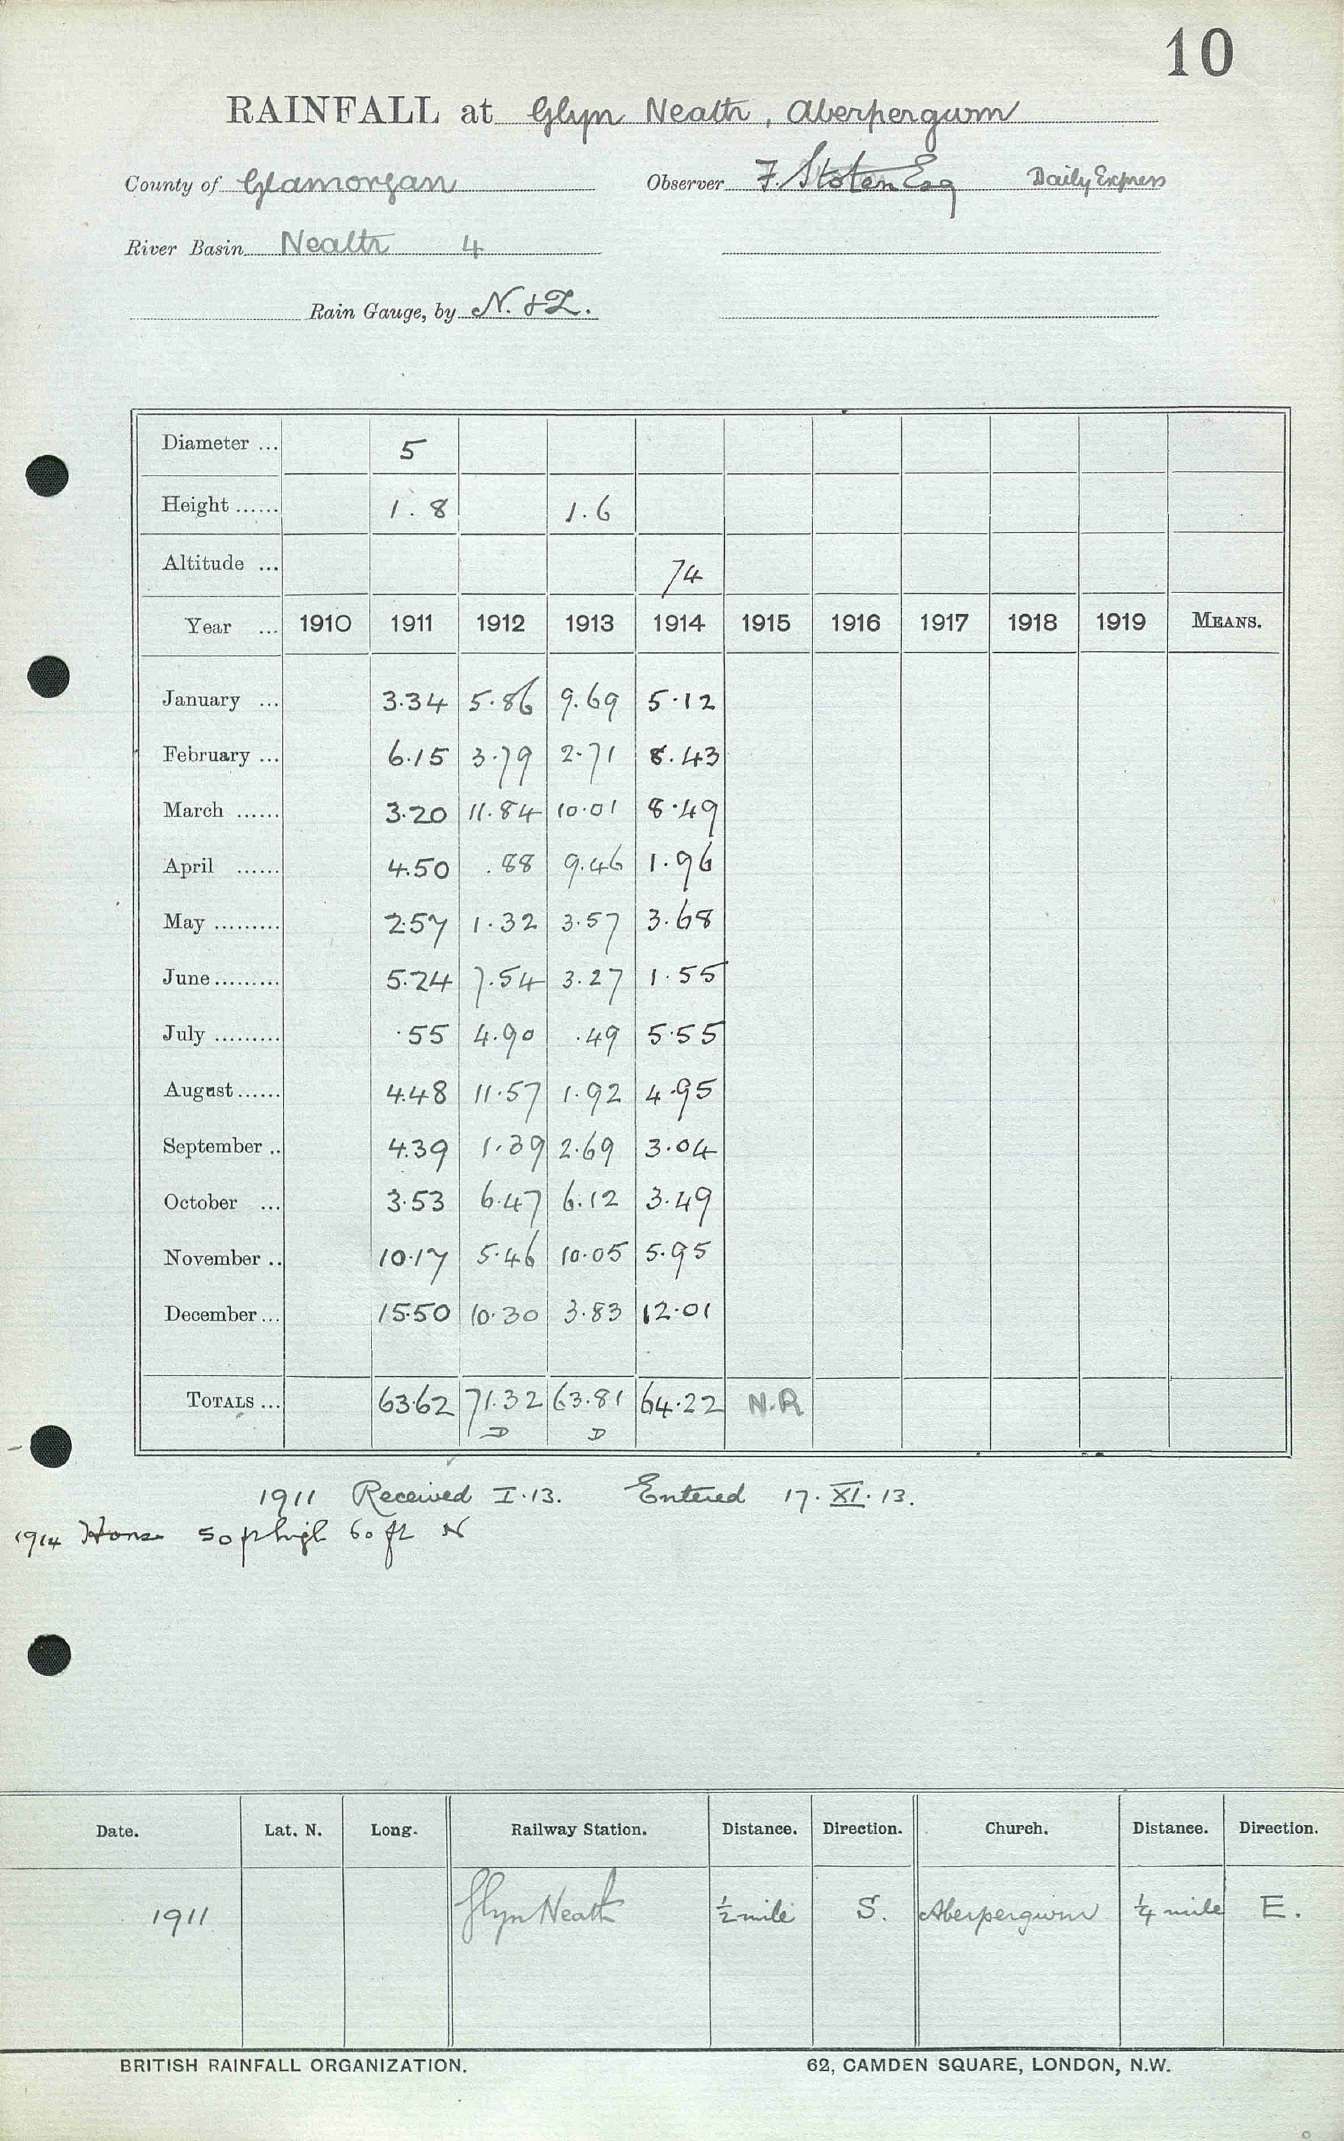 10
RAINFALL at Glyn Neath, Aberpergwm
County of Glamorgan Observer F. Stoten Esq Daily Express
River Basin Neath 4
Rain Gauge, by N. & Z.
Diameter ... 5
Height ...... 1.8 1.6
Altitude ... 74
Year ... 1910 1911 1912 1913 1914 1915 1916 1917 1918 1919 MEANS.
January ... 3.34 5.86 9.69 5.12
February ... 6.15 3.79 2.71 8.43
March ...... 3.20 11.84 10.01 8.49
April ...... 4.50 .88 9.46 1.96
May ......... 2.57 1.32 3.57 3.68
June ......... 5.24 7.54 3.27 1.55
July ......... .55 4.90 .49 5.55
August ...... 4.48 11.57 1.92 4.95
September .. 4.39 1.39 2.69 3.04
October ... 3.53 6.47 6.12 3.49
November .. 10.17 5.46 10.05 5.95
December ... 15.50 10.30 3.83 12.01
TOTALS ... 63.62 71.32 63.81 64.22 N.R
D D
1911 Received I.13. Entered 17.XI.13.
1914 House 50 ft high 60 ft N
Date. Lat. N. Long. Railway Station. Distance. Direction. Church. Distance. Direction.
1911 Glyn Neath ½ mile S. Aberpergwm ¼ mile E.
BRITISH RAINFALL ORGANIZATION. 62, CAMDEN SQUARE, LONDON, N.W.